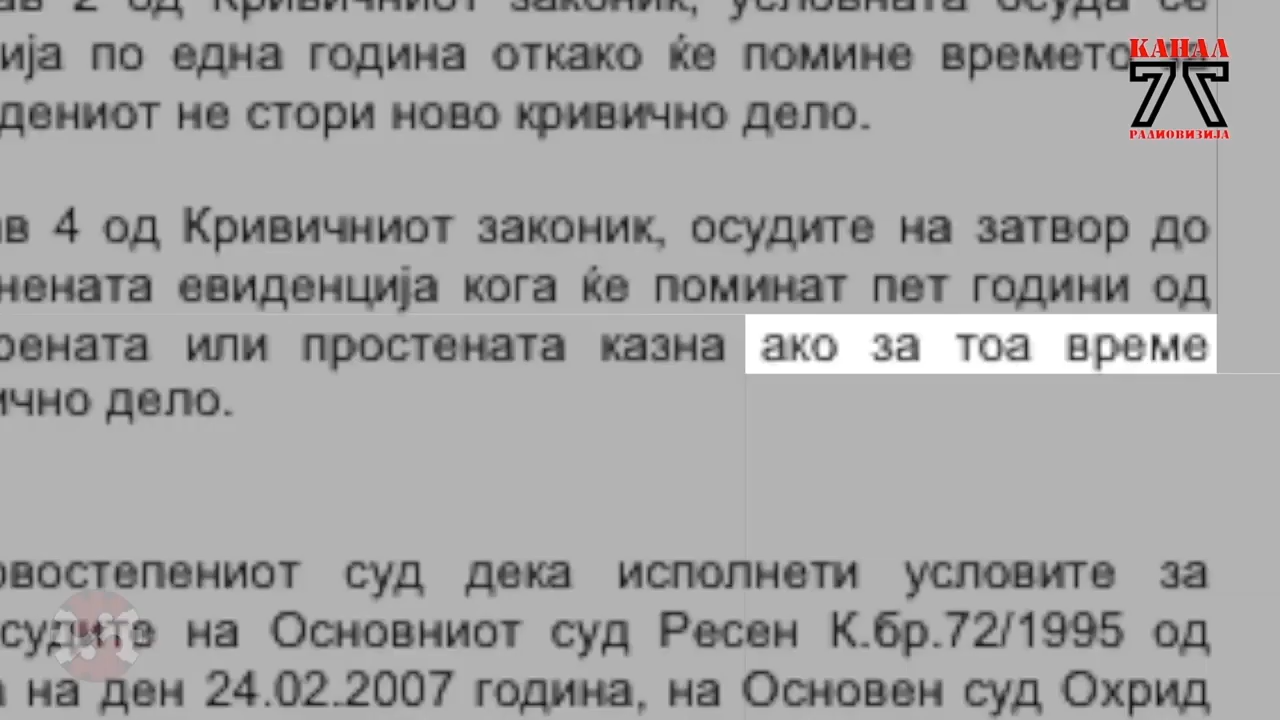 2 од Кривичниот законик, условната осуда се
ија по една година откако ќе помине времето
дениот не стори ново кривично дело.
ав 4 од Кривичниот законик, осудите на затвор до
нената евиденција кога ќе поминат пет години од
рената или простената казна ако за тоа време
ично дело.
овостепениот суд дека исполнети условите за
судите на Основниот суд Ресен К.бр.72/1995 од
а на ден 24.02.2007 година, на Основен суд Охрид
КАНАЛ
77
РАДИОВИЗИЈА